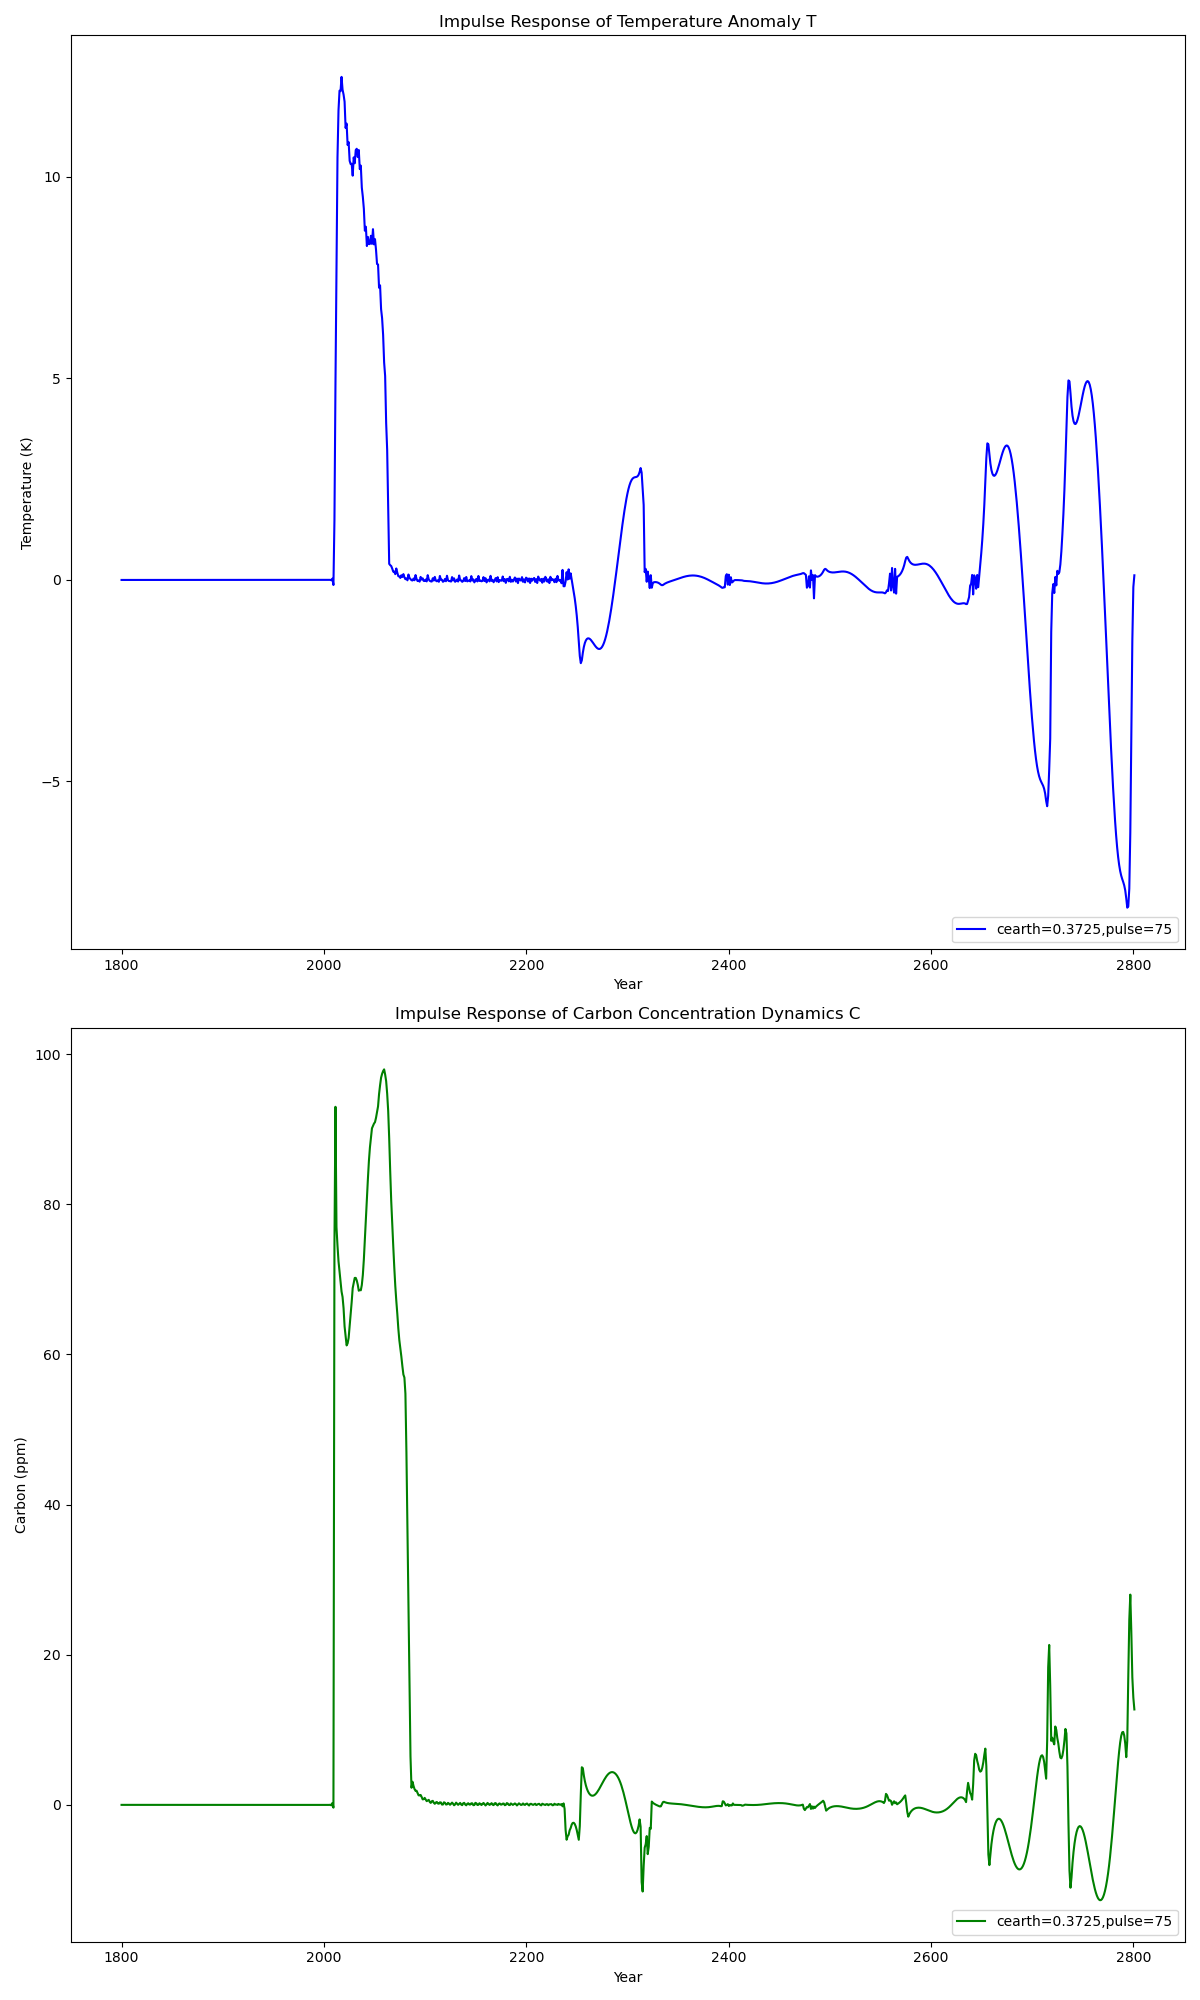 Impulse Response of Temperature Anomaly T
10
5
0
−5
Temperature (K)
cearth=0.3725,pulse=75
1800 2000 2200 2400 2600 2800
Year
Impulse Response of Carbon Concentration Dynamics C
100
80
60
40
20
0
Carbon (ppm)
cearth=0.3725,pulse=75
1800 2000 2200 2400 2600 2800
Year